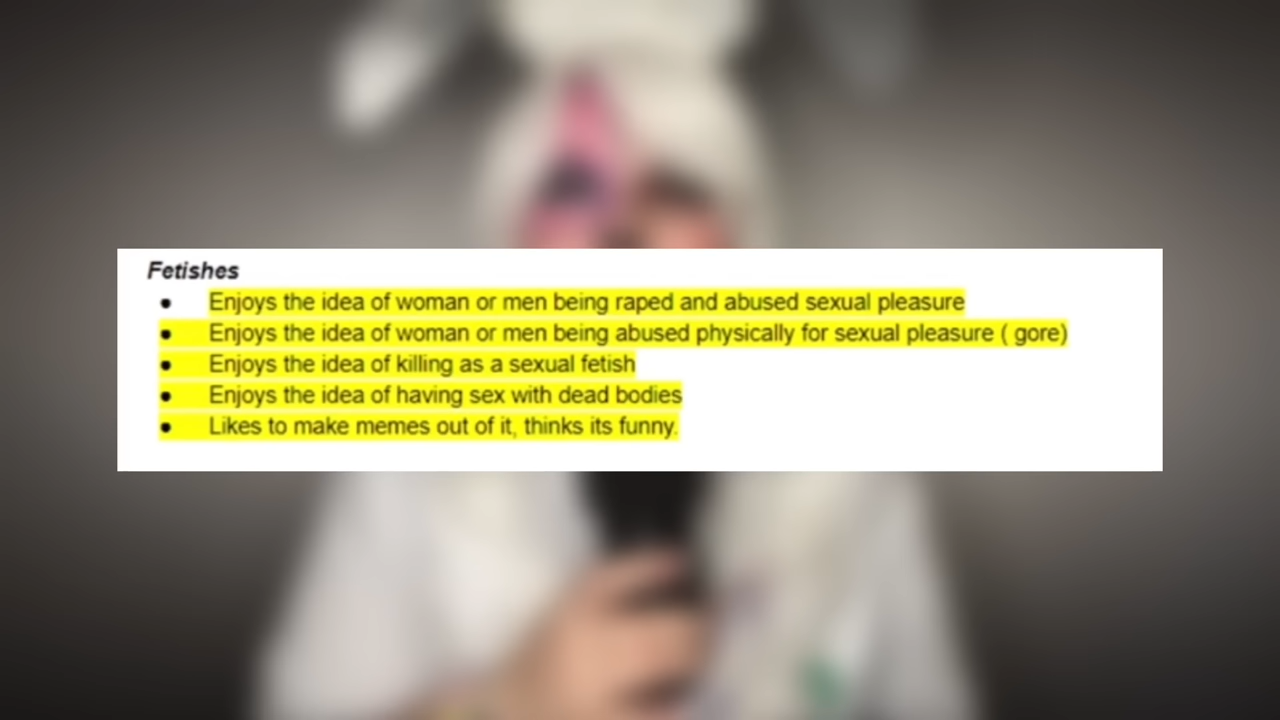 Fetishes
● Enjoys the idea of woman or men being raped and abused sexual pleasure
● Enjoys the idea of woman or men being abused physically for sexual pleasure ( gore)
● Enjoys the idea of killing as a sexual fetish
● Enjoys the idea of having sex with dead bodies
● Likes to make memes out of it, thinks its funny.